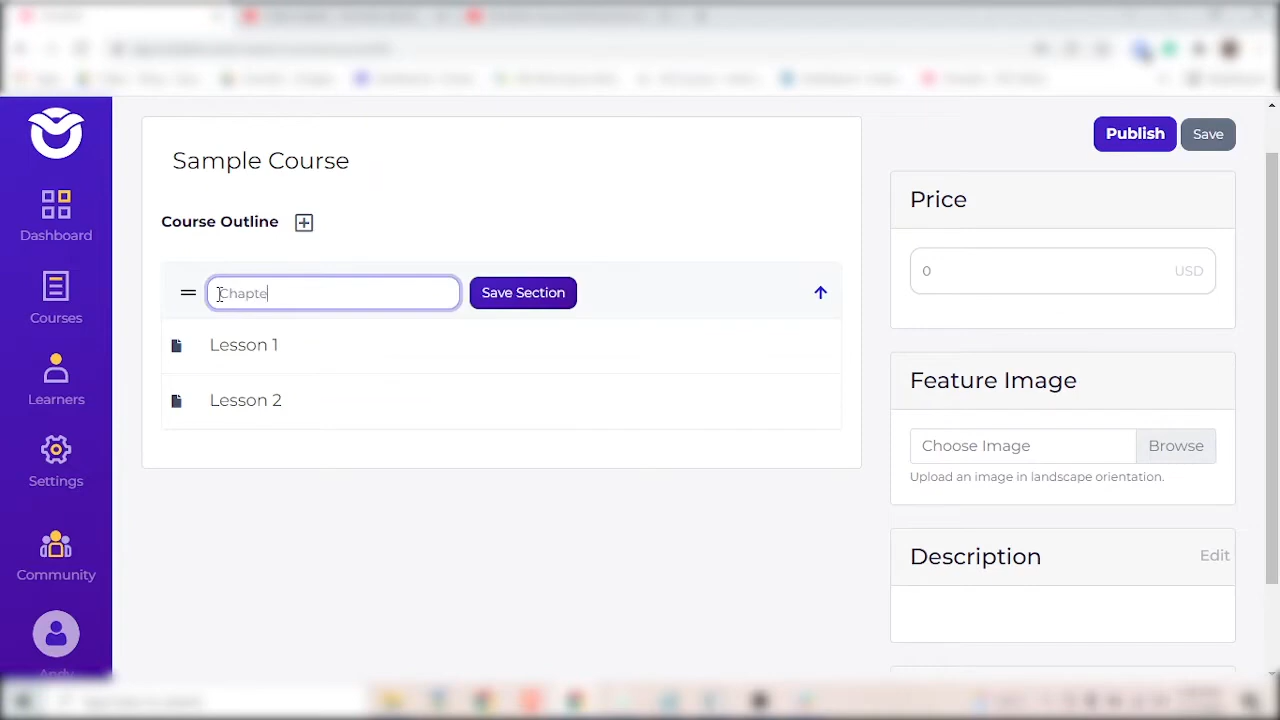 Publish
Save
Sample Course
Price
Course Outline
Dashboard
0
USD
Chapte
Save Section
Courses
Lesson 1
Feature Image
Learners
Lesson 2
Choose Image
Browse
Settings
Upload an image in landscape orientation.
Description
Edit
Community
Andy